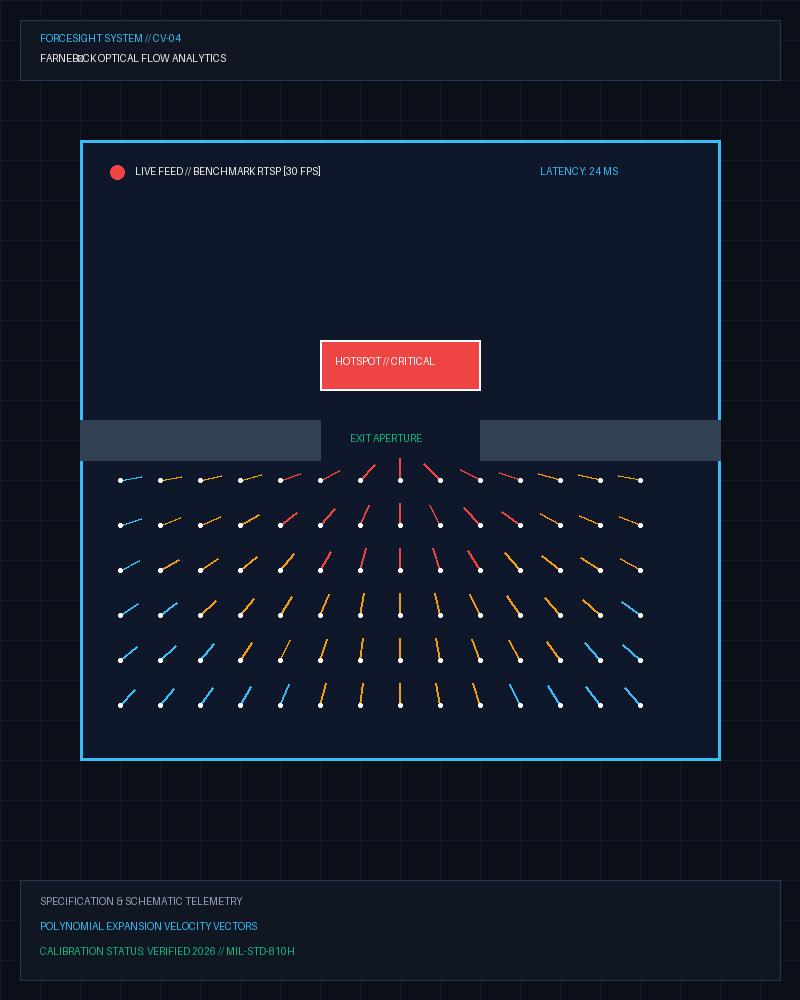 FORCESIGHT SYSTEM // CV-04
OPTICAL FLOW ANALYTICS
LIVE FEED // BENCHMARK RTSP [30 FPS]
LATENCY: 24 MS
HOTSPOT // CRITICAL
EXIT APERTURE
SPECIFICATION & SCHEMATIC TELEMETRY
POLYNOMIAL EXPANSION VELOCITY VECTORS
CALIBRATION STATUS: VERIFIED 2026 // MIL-STD-810H